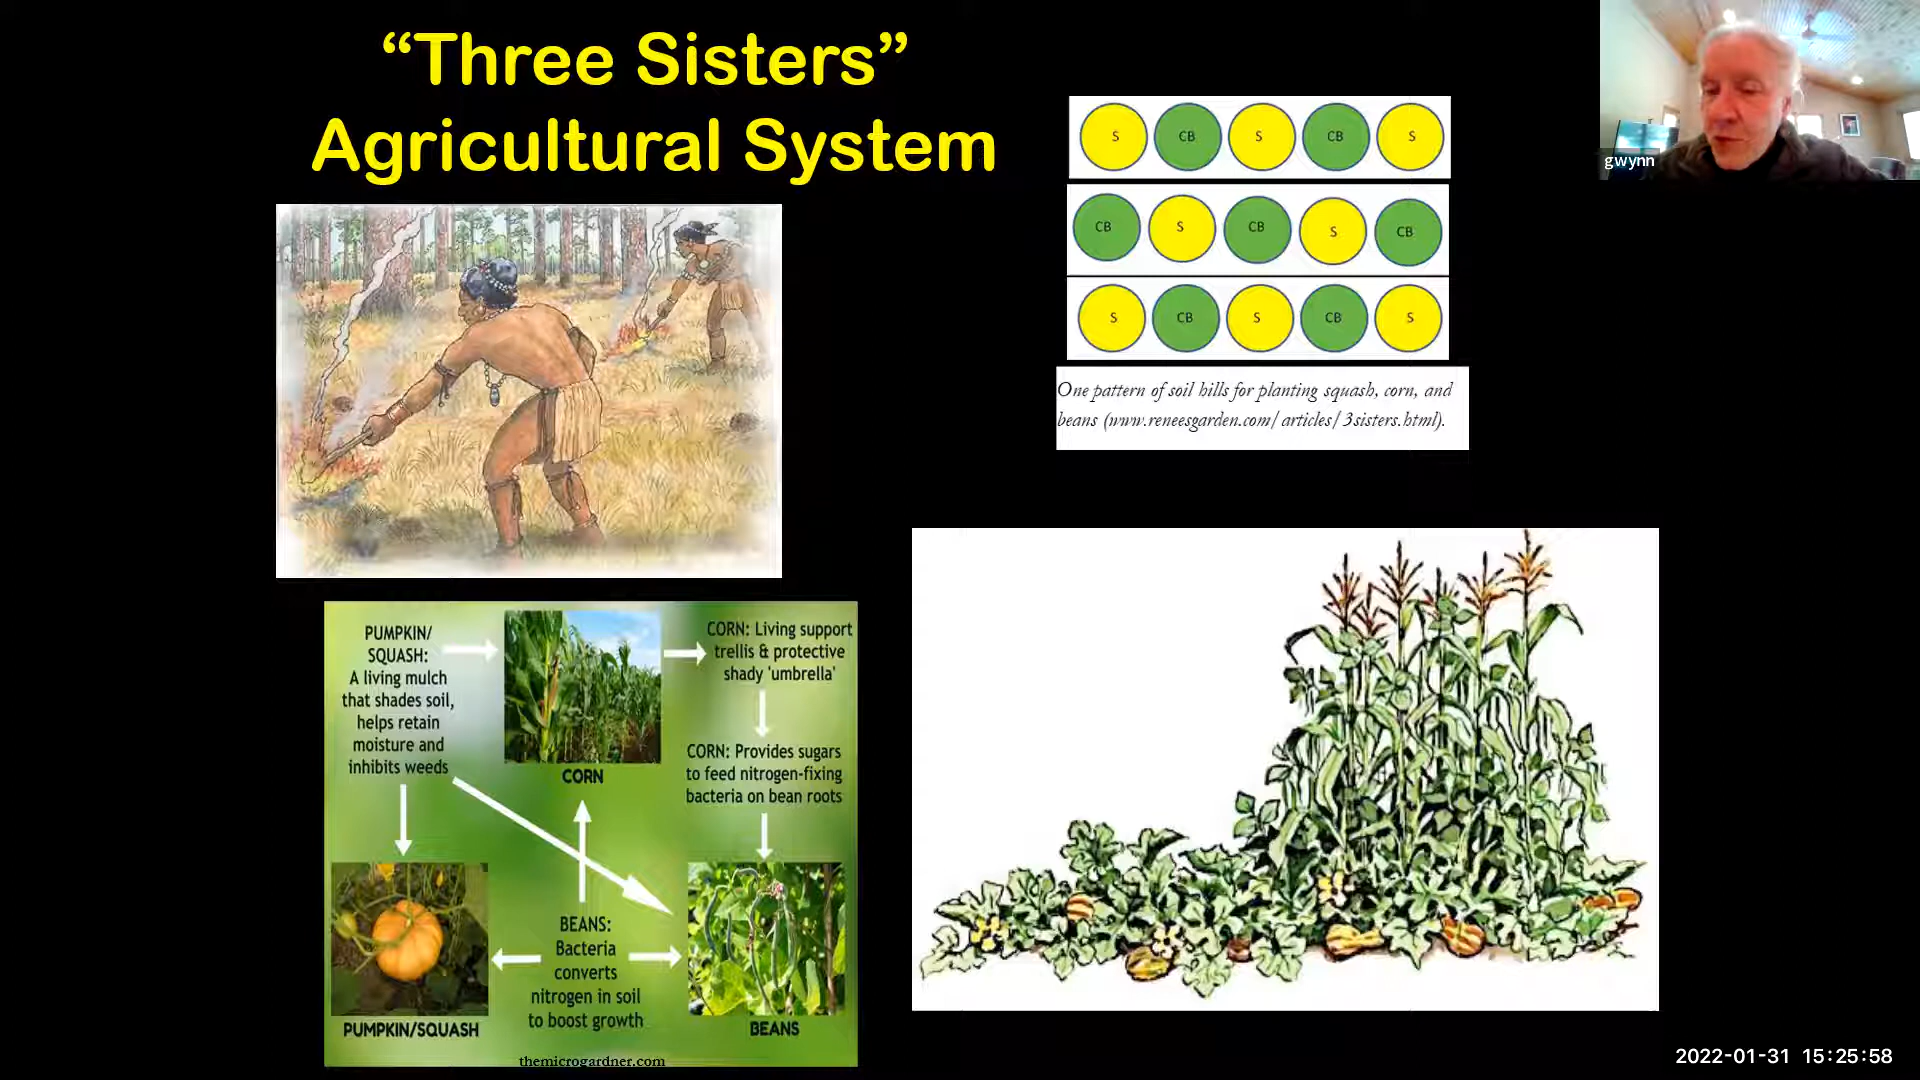 “Three Sisters”
Agricultural System
S CB S CB S
CB S CB S CB
S CB S CB S
One pattern of soil hills for planting squash, corn, and
beans (www.reneesgarden.com/articles/3sisters.html).
gwynn
PUMPKIN/
SQUASH:
A living mulch
that shades soil,
helps retain
moisture and
inhibits weeds
CORN
CORN: Living support
trellis & protective
shady 'umbrella'
CORN: Provides sugars
to feed nitrogen-fixing
bacteria on bean roots
BEANS:
Bacteria
converts
nitrogen in soil
to boost growth
PUMPKIN/SQUASH
BEANS
themicrogardner.com
2022-01-31 15:25:58